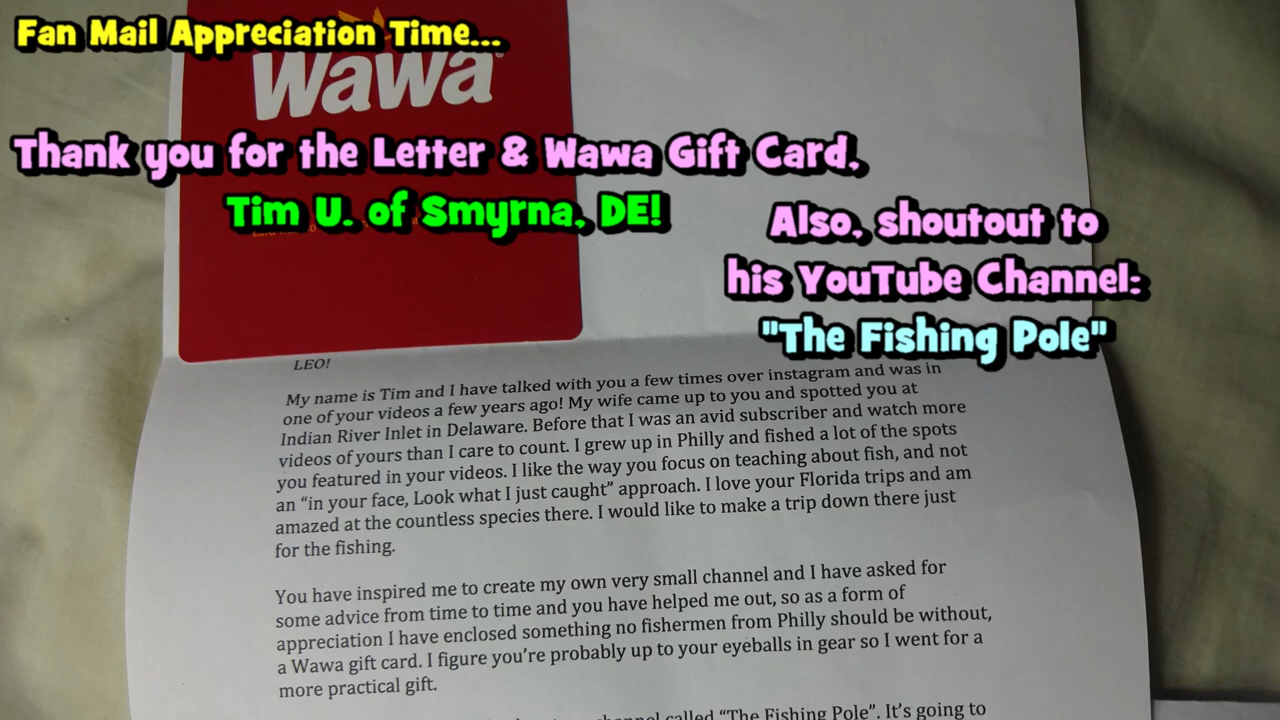 Fan Mail Appreciation Time...
wawa®
Thank you for the Letter & Wawa Gift Card,
Tim U. of Smyrna, DE!
Also, shoutout to
his YouTube Channel:
"The Fishing Pole"
LEO!
My name is Tim and I have talked with you a few times over instagram and was in
one of your videos a few years ago! My wife came up to you and spotted you at
Indian River Inlet in Delaware. Before that I was an avid subscriber and watch more
videos of yours than I care to count. I grew up in Philly and fished a lot of the spots
you featured in your videos. I like the way you focus on teaching about fish, and not
an “in your face, Look what I just caught” approach. I love your Florida trips and am
amazed at the countless species there. I would like to make a trip down there just
for the fishing.
You have inspired me to create my own very small channel and I have asked for
some advice from time to time and you have helped me out, so as a form of
appreciation I have enclosed something no fishermen from Philly should be without,
a Wawa gift card. I figure you’re probably up to your eyeballs in gear so I went for a
more practical gift.
called “The Fishing Pole”. It’s going to